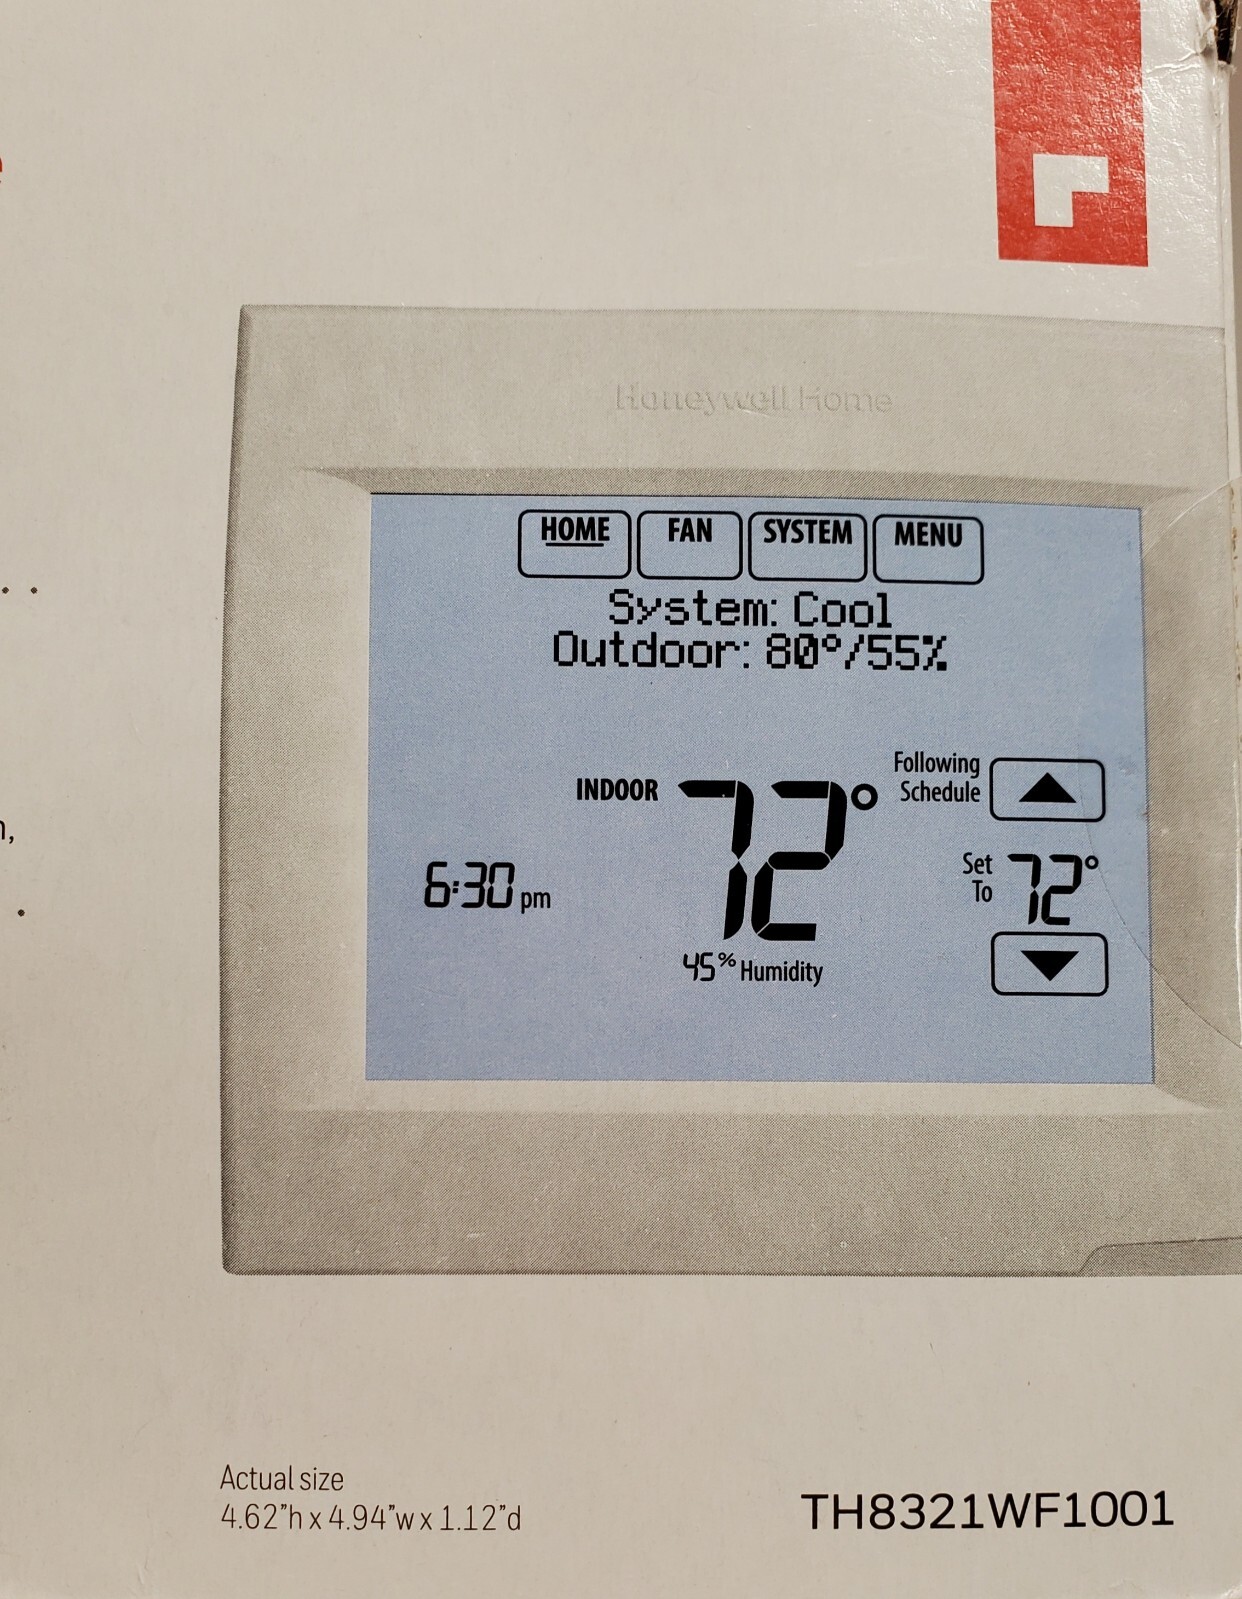 Honeywell Home
HOME FAN SYSTEM MENU
System: Cool
Outdoor: 80°/55%
Following
Schedule
INDOOR 72°
Set
To 72°
6:30 pm
45% Humidity
Actual size
4.62"h x 4.94"w x 1.12"d
TH8321WF1001